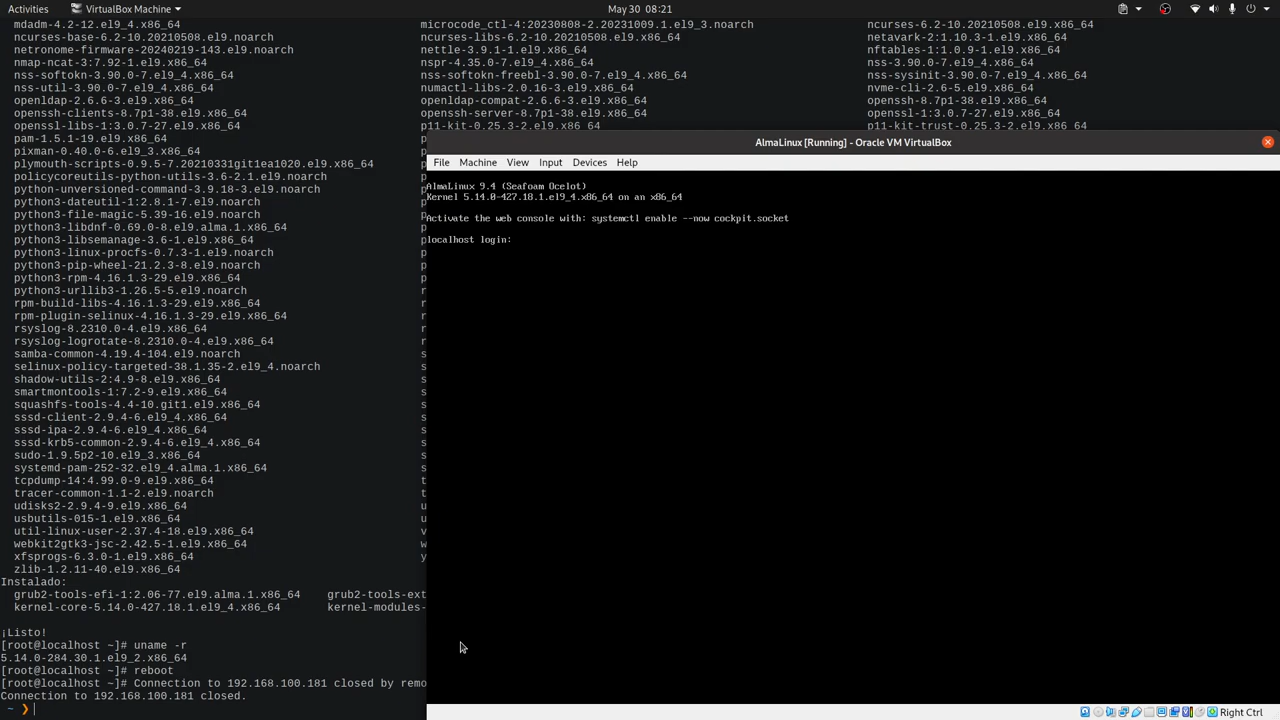 Activities
VirtualBox Machine
May 30 08:21
mdadm-4.2-12.el9_4.x86_64 microcode_ctl-4:20230808-2.20231009.1.el9_3.noarch ncurses-6.2-10.20210508.el9.x86_64
ncurses-base-6.2-10.20210508.el9.noarch ncurses-libs-6.2-10.20210508.el9.x86_64 netavark-2:1.10.3-1.el9.x86_64
netronome-firmware-20240219-143.el9.noarch nettle-3.9.1-1.el9.x86_64 nftables-1:1.0.9-1.el9.x86_64
nmap-ncat-3:7.92-1.el9.x86_64 nspr-4.35.0-7.el9_2.x86_64 nss-3.90.0-7.el9_4.x86_64
nss-softokn-3.90.0-7.el9_4.x86_64 nss-softokn-freebl-3.90.0-7.el9_4.x86_64 nss-sysinit-3.90.0-7.el9_4.x86_64
nss-util-3.90.0-7.el9_4.x86_64 numactl-libs-2.0.16-3.el9.x86_64 nvme-cli-2.6-5.el9.x86_64
openldap-2.6.6-3.el9.x86_64 openldap-compat-2.6.6-3.el9.x86_64 openssh-8.7p1-38.el9.x86_64
openssh-clients-8.7p1-38.el9.x86_64 openssh-server-8.7p1-38.el9.x86_64 openssl-1:3.0.7-27.el9.x86_64
openssl-libs-1:3.0.7-27.el9.x86_64 p11-kit-0.25.3-2.el9.x86_64 p11-kit-trust-0.25.3-2.el9.x86_64
pam-1.5.1-19.el9.x86_64
pixman-0.40.0-6.el9_3.x86_64
plymouth-scripts-0.9.5-7.20210331git1ea1020.el9.x86_64
policycoreutils-python-utils-3.6-2.1.el9.noarch
python-unversioned-command-3.9.18-3.el9.noarch
python3-dateutil-1:2.8.1-7.el9.noarch
python3-file-magic-5.39-16.el9.noarch
python3-libdnf-0.69.0-8.el9.alma.1.x86_64
python3-libsemanage-3.6-1.el9.x86_64
python3-linux-procfs-0.7.3-1.el9.noarch
python3-pip-wheel-21.2.3-8.el9.noarch
python3-rpm-4.16.1.3-29.el9.x86_64
python3-urllib3-1.26.5-5.el9.noarch
rpm-build-libs-4.16.1.3-29.el9.x86_64
rpm-plugin-selinux-4.16.1.3-29.el9.x86_64
rsyslog-8.2310.0-4.el9.x86_64
rsyslog-logrotate-8.2310.0-4.el9.x86_64
samba-common-4.19.4-104.el9.noarch
selinux-policy-targeted-38.1.35-2.el9_4.noarch
shadow-utils-2:4.9-8.el9.x86_64
smartmontools-1:7.2-9.el9.x86_64
squashfs-tools-4.4-10.git1.el9.x86_64
sssd-client-2.9.4-6.el9_4.x86_64
sssd-ipa-2.9.4-6.el9_4.x86_64
sssd-krb5-common-2.9.4-6.el9_4.x86_64
sudo-1.9.5p2-10.el9_3.x86_64
systemd-pam-252-32.el9_4.alma.1.x86_64
tcpdump-14:4.99.0-9.el9.x86_64
tracer-common-1.1-2.el9.noarch
udisks2-2.9.4-9.el9.x86_64
usbutils-015-1.el9.x86_64
util-linux-user-2.37.4-18.el9.x86_64
webkit2gtk3-jsc-2.42.5-1.el9.x86_64
xfsprogs-6.3.0-1.el9.x86_64
zlib-1.2.11-40.el9.x86_64
Instalado:
grub2-tools-efi-1:2.06-77.el9.alma.1.x86_64 grub2-tools-ext
kernel-core-5.14.0-427.18.1.el9_4.x86_64 kernel-modules-
¡Listo!
[root@localhost ~]# uname -r
5.14.0-284.30.1.el9_2.x86_64
[root@localhost ~]# reboot
[root@localhost ~]# Connection to 192.168.100.181 closed by remo
Connection to 192.168.100.181 closed.
~ ❯
AlmaLinux [Running] - Oracle VM VirtualBox
File Machine View Input Devices Help
AlmaLinux 9.4 (Seafoam Ocelot)
Kernel 5.14.0-427.18.1.el9_4.x86_64 on an x86_64
Activate the web console with: systemctl enable --now cockpit.socket
localhost login:
Right Ctrl